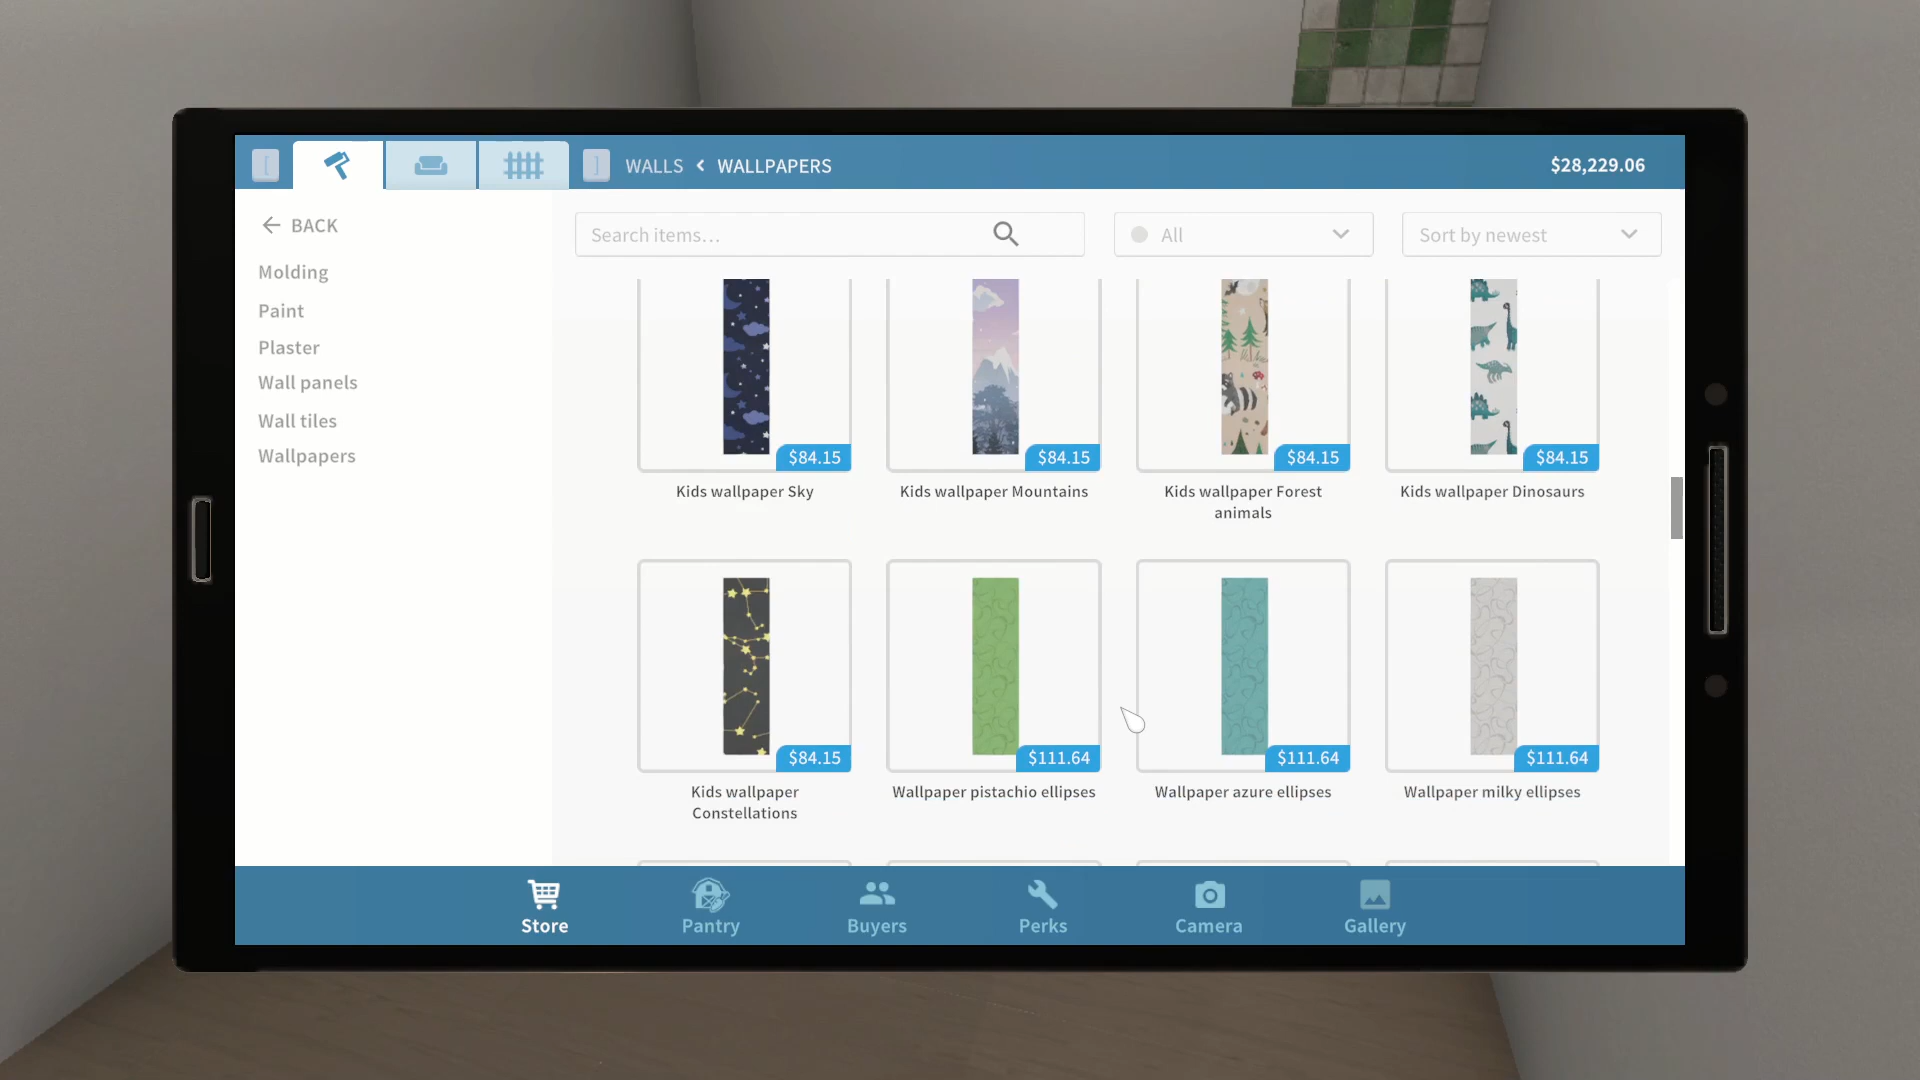 [
]
WALLS < WALLPAPERS
$28,229.06
BACK
Search items...
All
Sort by newest
Molding
Paint
Plaster
Wall panels
Wall tiles
Wallpapers
$84.15
$84.15
$84.15
$84.15
Kids wallpaper Sky
Kids wallpaper Mountains
Kids wallpaper Forest
animals
Kids wallpaper Dinosaurs
$84.15
$111.64
$111.64
$111.64
Kids wallpaper
Constellations
Wallpaper pistachio ellipses
Wallpaper azure ellipses
Wallpaper milky ellipses
Store
Pantry
Buyers
Perks
Camera
Gallery